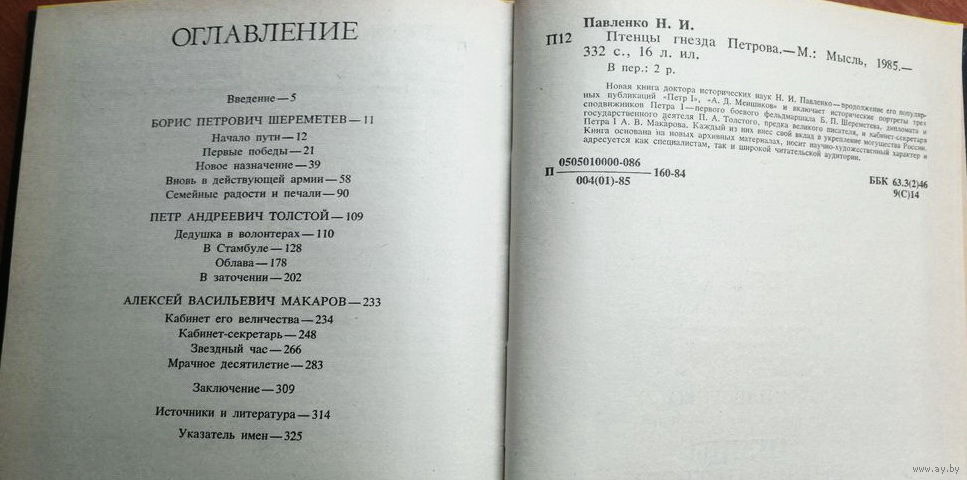 ОГЛАВЛЕНИЕ
Введение—5
БОРИС ПЕТРОВИЧ ШЕРЕМЕТЕВ—11
Начало пути—12
Первые победы—21
Новое назначение—39
Вновь в действующей армии—58
Семейные радости и печали—90
ПЕТР АНДРЕЕВИЧ ТОЛСТОЙ—109
Дедушка в волонтерах—110
В Стамбуле—128
Облава—178
В заточении—202
АЛЕКСЕЙ ВАСИЛЬЕВИЧ МАКАРОВ—233
Кабинет его величества—234
Кабинет-секретарь—248
Звездный час—266
Мрачное десятилетие—283
Заключение—309
Источники и литература—314
Указатель имен—325
Павленко Н. И.
П12 Птенцы гнезда Петрова.—М.: Мысль, 1985.—
332 с., 16 л. ил.
В пер.: 2 р.
Новая книга доктора исторических наук Н. И. Павленко—продолжение его популяр-
ных публикаций «Петр I», «А. Д. Меншиков» и включает исторические портреты трех
сподвижников Петра I—первого боевого фельдмаршала Б. П. Шереметева, дипломата и
государственного деятеля П. А. Толстого, предка великого писателя, и кабинет-секретаря
Петра I А. В. Макарова. Каждый из них внес свой вклад в укрепление могущества России.
Книга основана на новых архивных материалах, носит научно-художественный характер и
адресуется как специалистам, так и широкой читательской аудитории.
0505010000-086
П 160-84
004(01)-85
ББК 63.3(2)46
9(С)14
www.ay.by